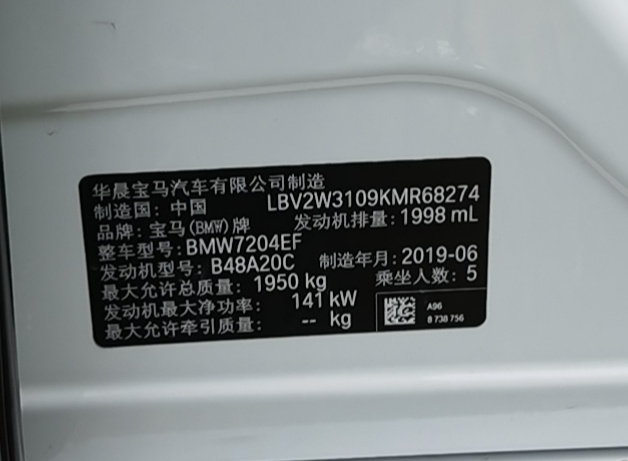 华晨宝马汽车有限公司制造
制造国: 中国 LBV2W3109KMR68274
品牌: 宝马(BMW)牌 发动机排量: 1998 mL
整车型号: BMW7204EF
发动机型号: B48A20C 制造年月: 2019-06
最大允许总质量: 1950 kg 乘坐人数: 5
发动机最大净功率: 141 kW
最大允许牵引质量: -- kg
A96
8 738 756